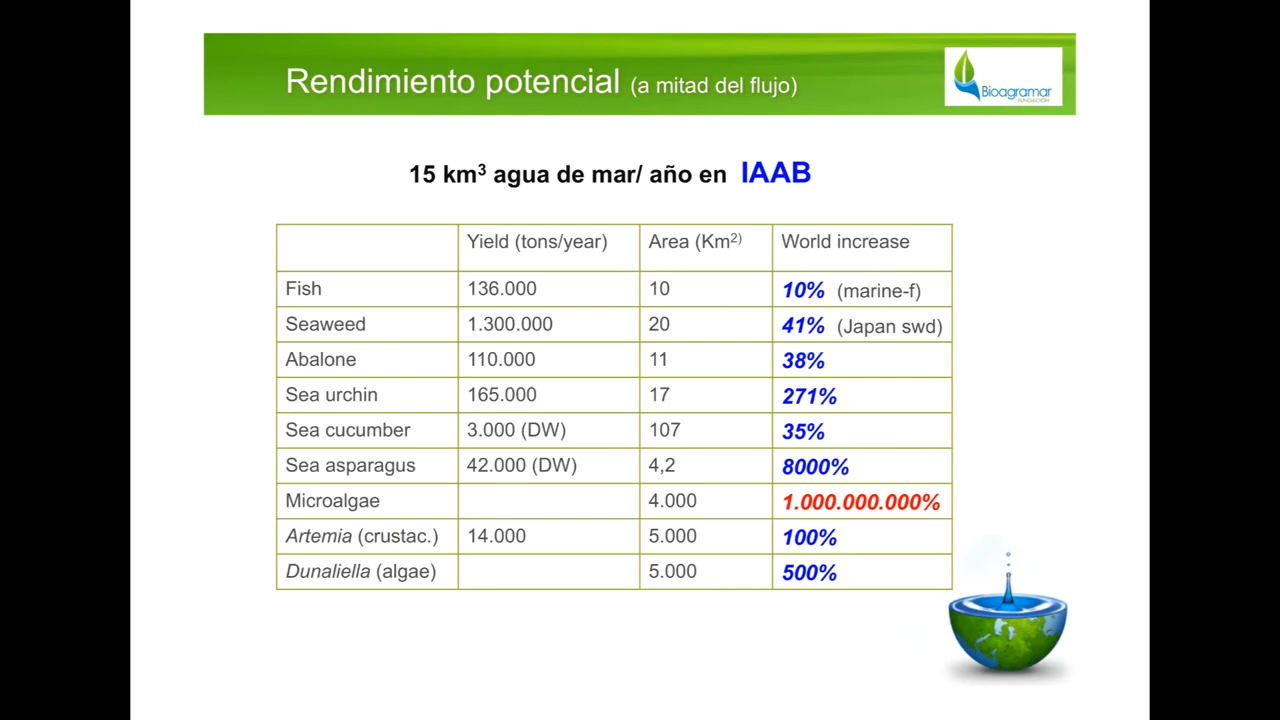 Rendimiento potencial (a mitad del flujo)
Bioagramar
FUNDACIÓN
15 km³ agua de mar/ año en IAAB
Yield (tons/year) Area (Km²) World increase
Fish 136.000 10 10% (marine-f)
Seaweed 1.300.000 20 41% (Japan swd)
Abalone 110.000 11 38%
Sea urchin 165.000 17 271%
Sea cucumber 3.000 (DW) 107 35%
Sea asparagus 42.000 (DW) 4,2 8000%
Microalgae 4.000 1.000.000.000%
Artemia (crustac.) 14.000 5.000 100%
Dunaliella (algae) 5.000 500%